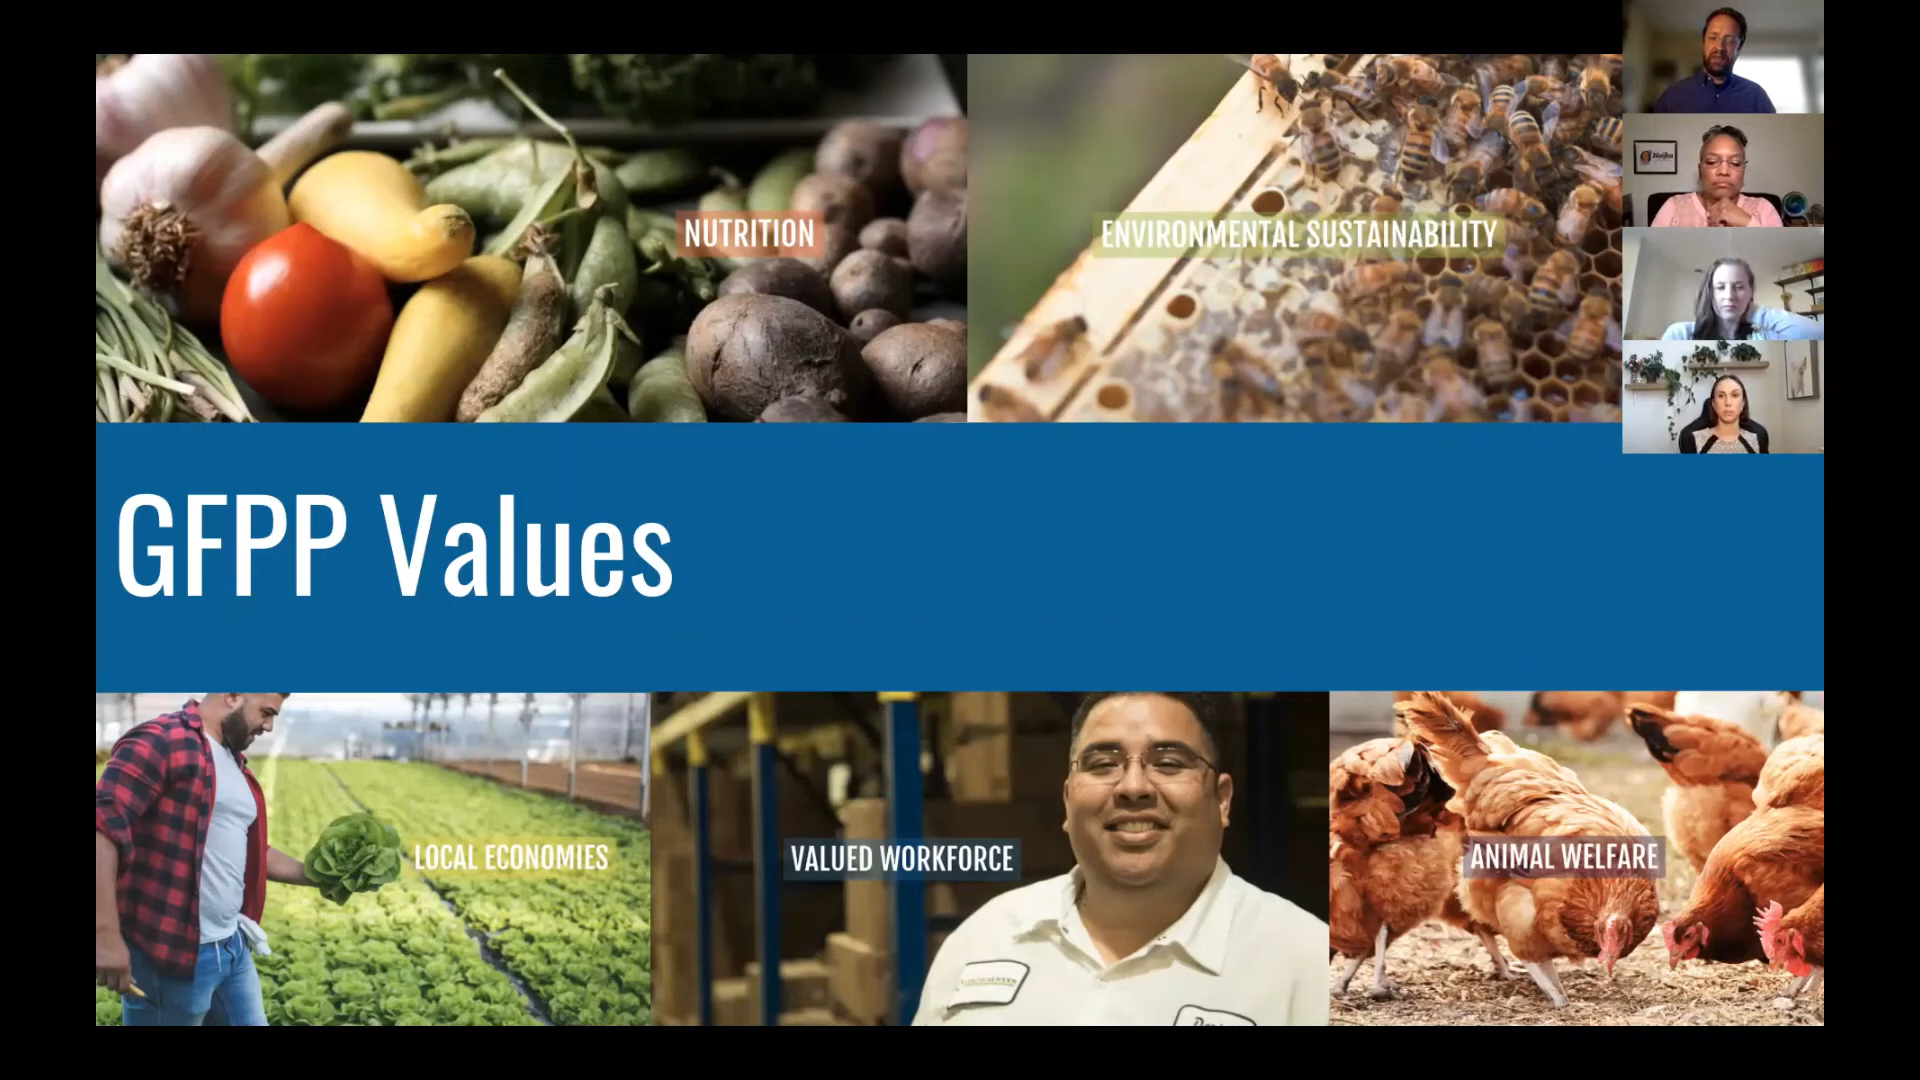 NUTRITION
ENVIRONMENTAL SUSTAINABILITY
GFPP Values
LOCAL ECONOMIES
VALUED WORKFORCE
ANIMAL WELFARE